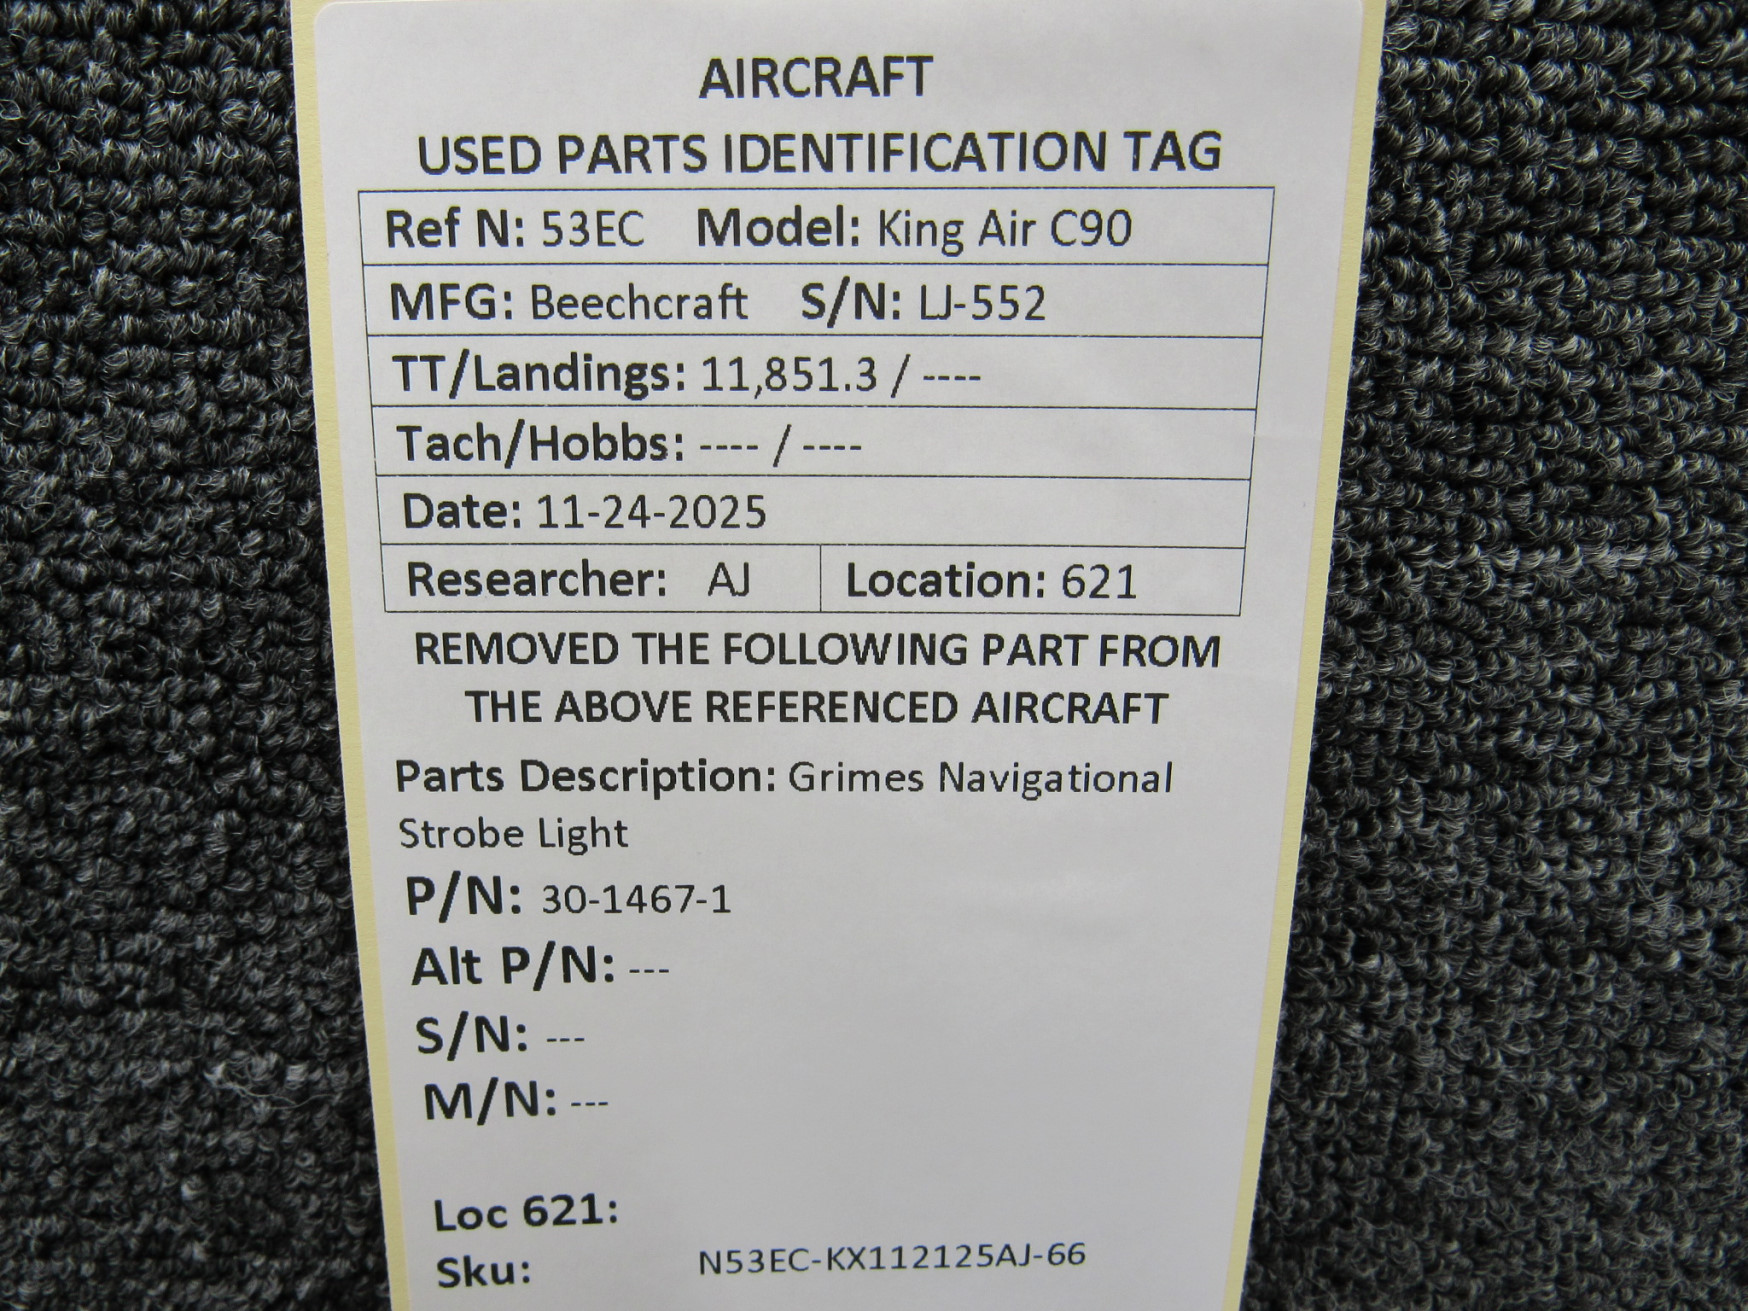 AIRCRAFT
USED PARTS IDENTIFICATION TAG
Ref N: 53EC Model: King Air C90
MFG: Beechcraft S/N: LJ-552
TT/Landings: 11,851.3 / ----
Tach/Hobbs: ---- / ----
Date: 11-24-2025
Researcher: AJ Location: 621
REMOVED THE FOLLOWING PART FROM
THE ABOVE REFERENCED AIRCRAFT
Parts Description: Grimes Navigational
Strobe Light
P/N: 30-1467-1
Alt P/N: ---
S/N: ---
M/N: ---
Loc 621:
Sku: N53EC-KX112125AJ-66